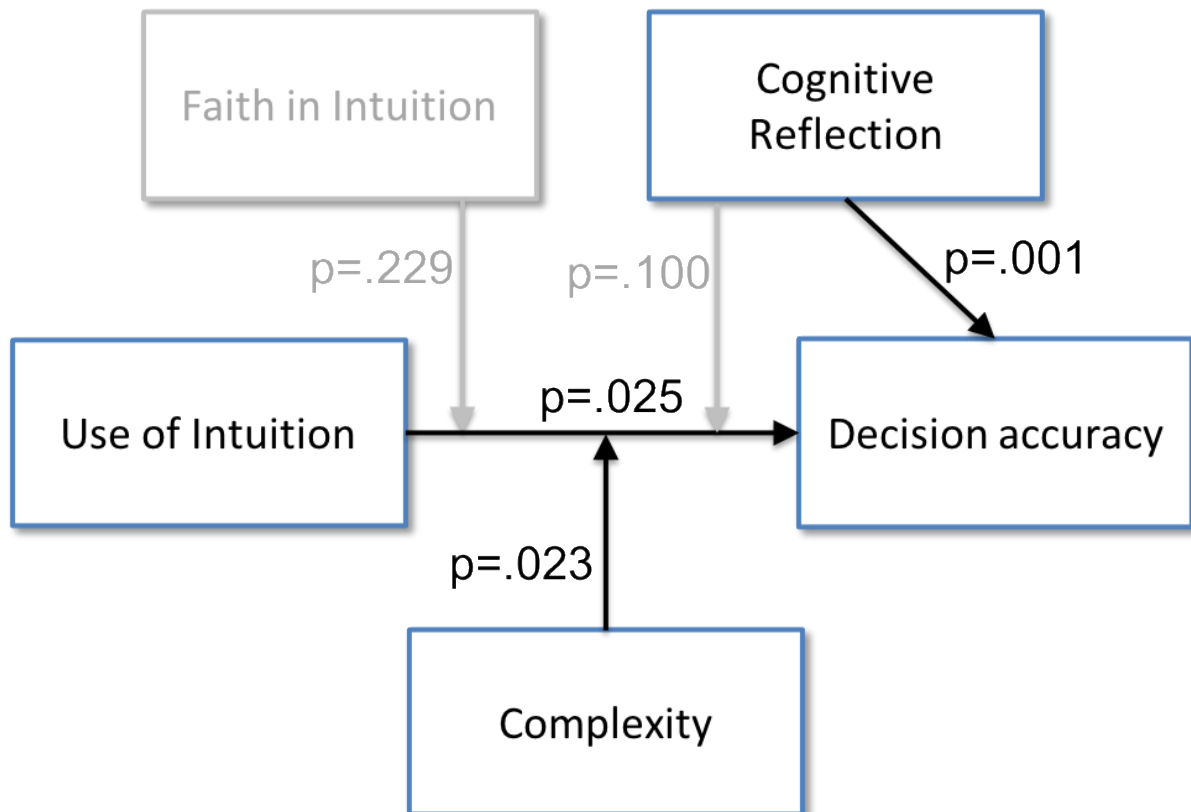 Faith in Intuition
Cognitive
Reflection
p=.229
p=.100
p=.001
Use of Intuition
p=.025
Decision accuracy
p=.023
Complexity